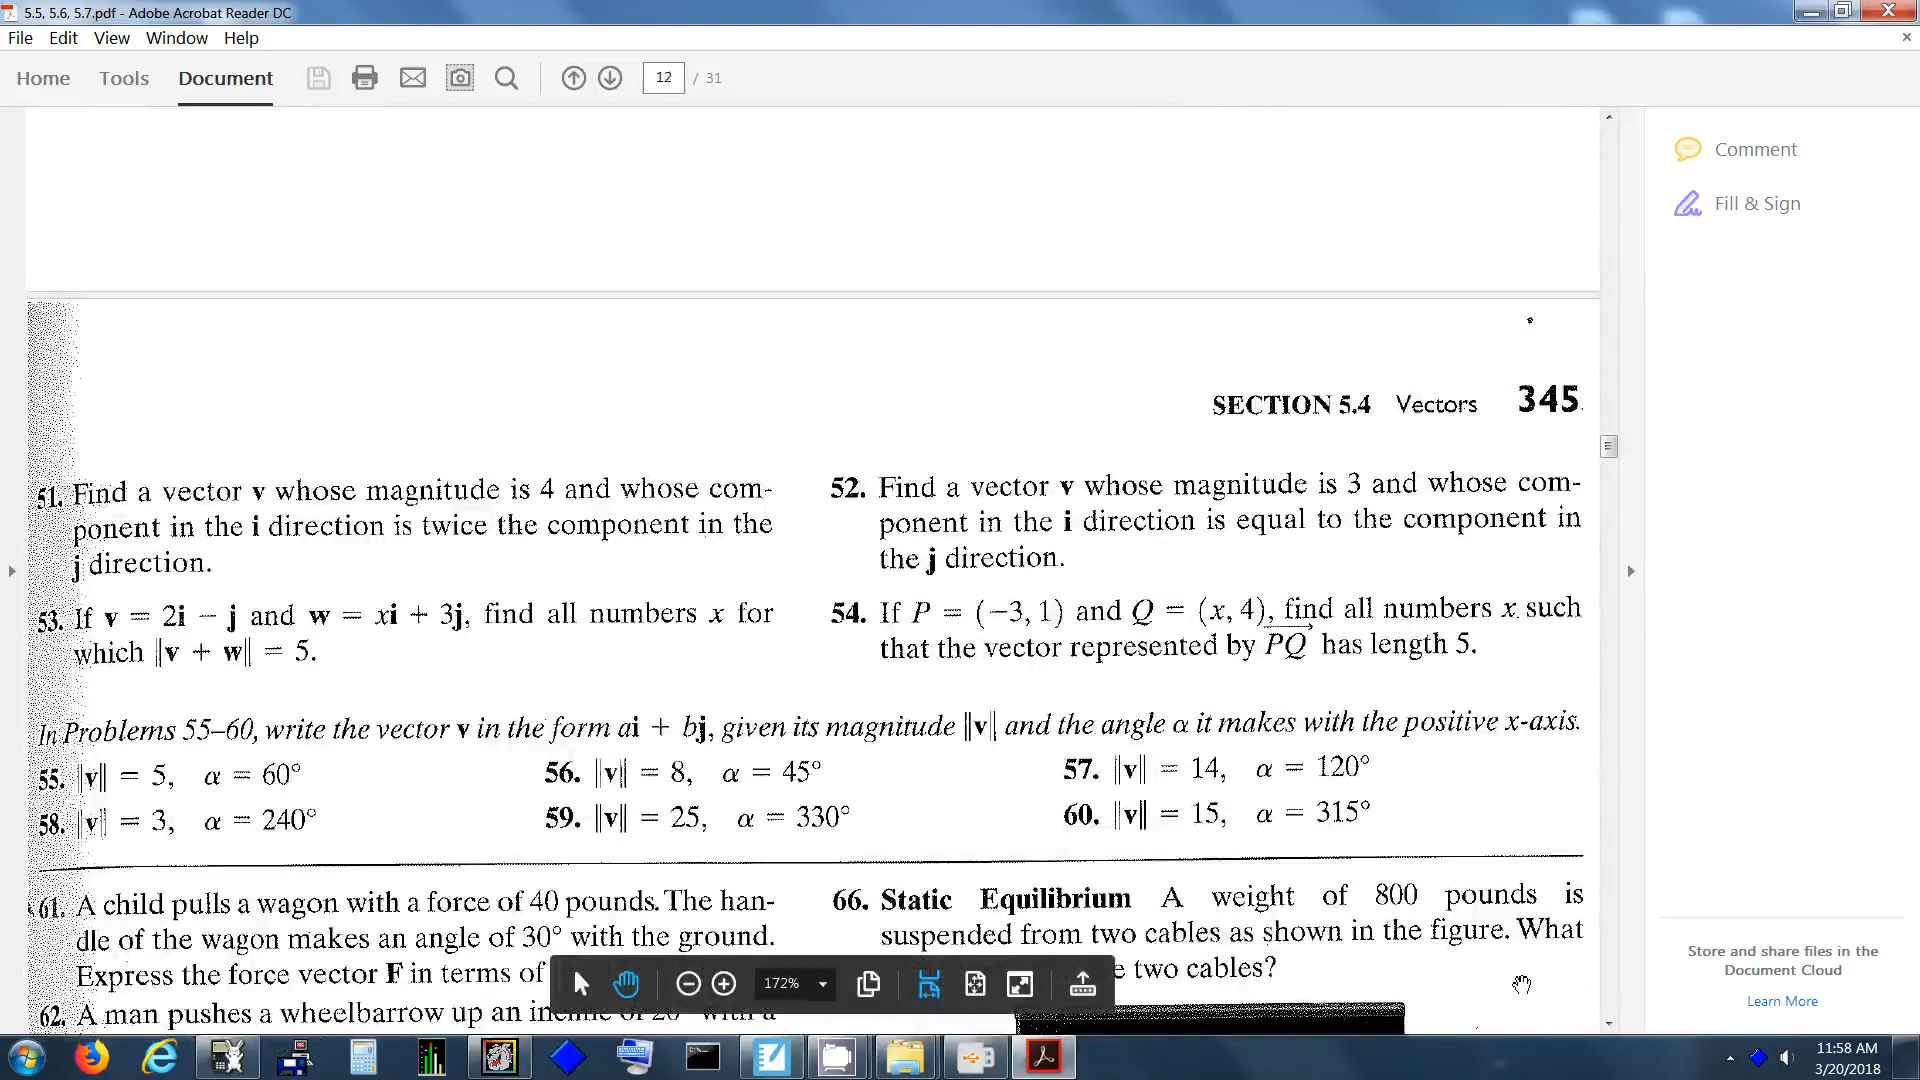 5.5, 5.6, 5.7.pdf - Adobe Acrobat Reader DC
File Edit View Window Help
Home Tools Document 12 / 31
Comment
Fill & Sign
SECTION 5.4 Vectors 345
51. Find a vector v whose magnitude is 4 and whose com-
ponent in the i direction is twice the component in the
j direction.
52. Find a vector v whose magnitude is 3 and whose com-
ponent in the i direction is equal to the component in
the j direction.
53. If v = 2i − j and w = xi + 3j, find all numbers x for
which ‖v + w‖ = 5.
54. If P = (−3, 1) and Q = (x, 4), find all numbers x such
that the vector represented by PQ⃗ has length 5.
In Problems 55–60, write the vector v in the form ai + bj, given its magnitude ‖v‖ and the angle α it makes with the positive x-axis.
55. ‖v‖ = 5, α = 60° 56. ‖v‖ = 8, α = 45° 57. ‖v‖ = 14, α = 120°
58. ‖v‖ = 3, α = 240° 59. ‖v‖ = 25, α = 330° 60. ‖v‖ = 15, α = 315°
61. A child pulls a wagon with a force of 40 pounds. The han-
dle of the wagon makes an angle of 30° with the ground.
Express the force vector F in terms of
62. A man pushes a wheelbarrow up an incline of 20° with a
66. Static Equilibrium A weight of 800 pounds is
suspended from two cables as shown in the figure. What
e two cables?
172%
Store and share files in the
Document Cloud
Learn More
11:58 AM
3/20/2018